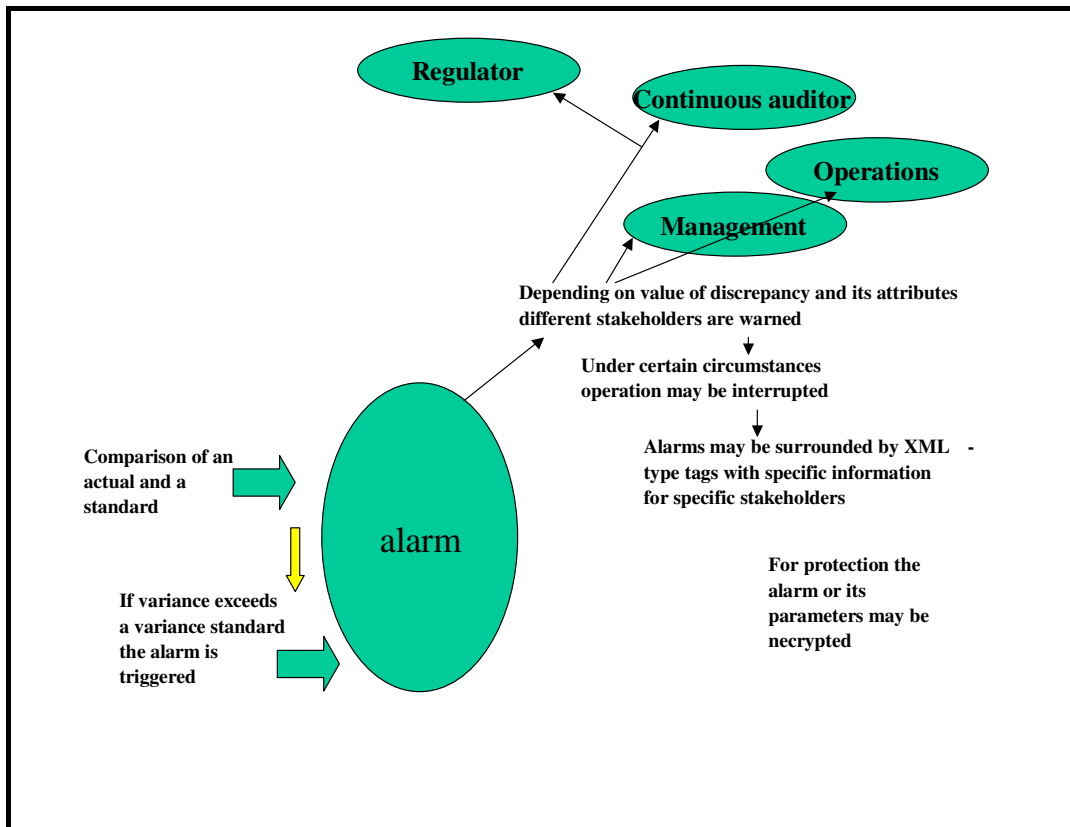 Regulator
Continuous auditor
Operations
Management
Depending on value of discrepancy and its attributes
different stakeholders are warned
Under certain circumstances
operation may be interrupted
Alarms may be surrounded by XML -
type tags with specific information
for specific stakeholders
Comparison of an
actual and a
standard
alarm
If variance exceeds
a variance standard
the alarm is
triggered
For protection the
alarm or its
parameters may be
necrypted